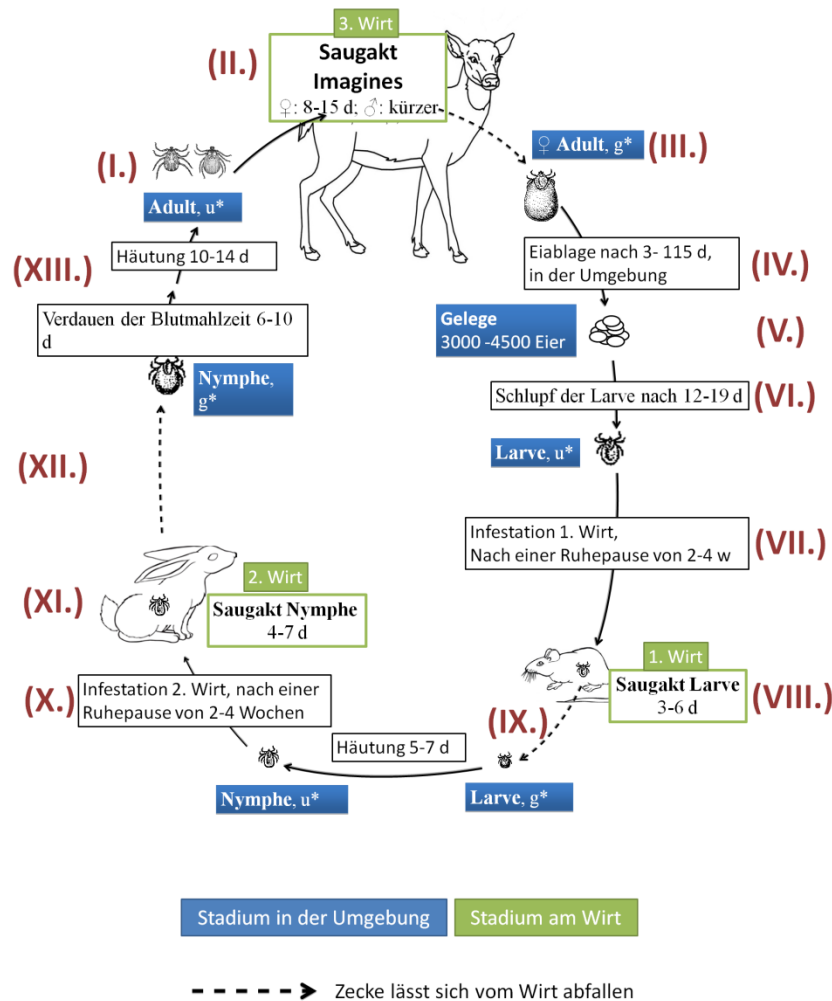 3. Wirt
(II.)
Saugakt
Imagines
♀: 8-15 d; ♂: kürzer
(I.)
Adult, u*
♀ Adult, g*
(III.)
Eiablage nach 3- 115 d,
in der Umgebung
(IV.)
Gelege
3000 -4500 Eier
(V.)
Schlupf der Larve nach 12-19 d
(VI.)
Larve, u*
Infestation 1. Wirt,
Nach einer Ruhepause von 2-4 w
(VII.)
1. Wirt
Saugakt Larve
3-6 d
(VIII.)
(IX.)
Larve, g*
Häutung 5-7 d
Nymphe, u*
(X.)
Infestation 2. Wirt, nach einer
Ruhepause von 2-4 Wochen
(XI.)
2. Wirt
Saugakt Nymphe
4-7 d
(XII.)
Nymphe,
g*
Verdauen der Blutmahlzeit 6-10
d
(XIII.)
Häutung 10-14 d
Stadium in der Umgebung
Stadium am Wirt
Zecke lässt sich vom Wirt abfallen